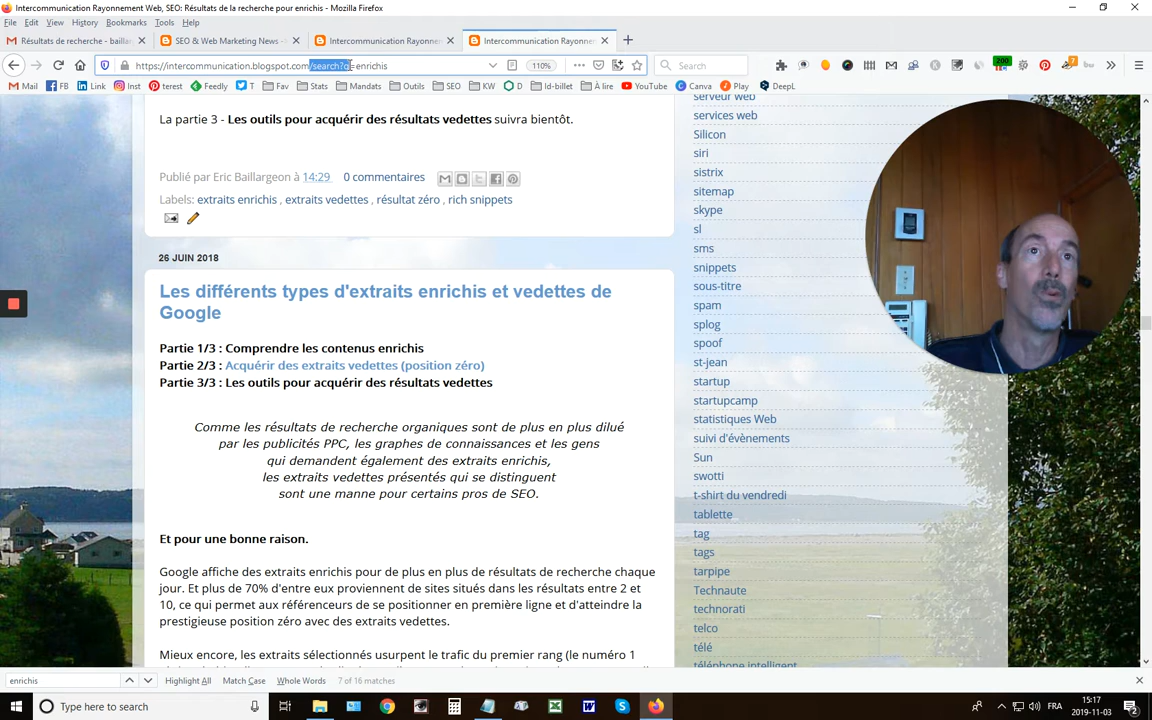 Intercommunication Rayonnement Web, SEO: Résultats de la recherche pour enrichis - Mozilla Firefox
File Edit View History Bookmarks Tools Help
Résultats de recherche - baillar
SEO & Web Marketing News -
Intercommunication Rayonnem
Intercommunication Rayonnem
https://intercommunication.blogspot.com/search?q=enrichis
110%
Search
200
7
Mail FB Link Inst terest Feedly T Fav Stats Mandats Outils SEO KW D Id-billet À lire YouTube Canva Play DeepL
La partie 3 - Les outils pour acquérir des résultats vedettes suivra bientôt.
Publié par Eric Baillargeon à 14:29 0 commentaires
Labels: extraits enrichis , extraits vedettes , résultat zéro , rich snippets
26 JUIN 2018
Les différents types d'extraits enrichis et vedettes de
Google
Partie 1/3 : Comprendre les contenus enrichis
Partie 2/3 : Acquérir des extraits vedettes (position zéro)
Partie 3/3 : Les outils pour acquérir des résultats vedettes
Comme les résultats de recherche organiques sont de plus en plus dilué
par les publicités PPC, les graphes de connaissances et les gens
qui demandent également des extraits enrichis,
les extraits vedettes présentés qui se distinguent
sont une manne pour certains pros de SEO.
Et pour une bonne raison.
Google affiche des extraits enrichis pour de plus en plus de résultats de recherche chaque
jour. Et plus de 70% d'entre eux proviennent de sites situés dans les résultats entre 2 et
10, ce qui permet aux référenceurs de se positionner en première ligne et d'atteindre la
prestigieuse position zéro avec des extraits vedettes.
Mieux encore, les extraits sélectionnés usurpent le trafic du premier rang (le numéro 1
serveur web
services web
Silicon
siri
sistrix
sitemap
skype
sl
sms
snippets
sous-titre
spam
splog
spoof
st-jean
startup
startupcamp
statistiques Web
suivi d'évènements
Sun
swotti
t-shirt du vendredi
tablette
tag
tags
tarpipe
Technaute
technorati
telco
télé
téléphone intelligent
enrichis
Highlight All Match Case Whole Words 7 of 16 matches
Type here to search
FRA
15:17
2019-11-03
2